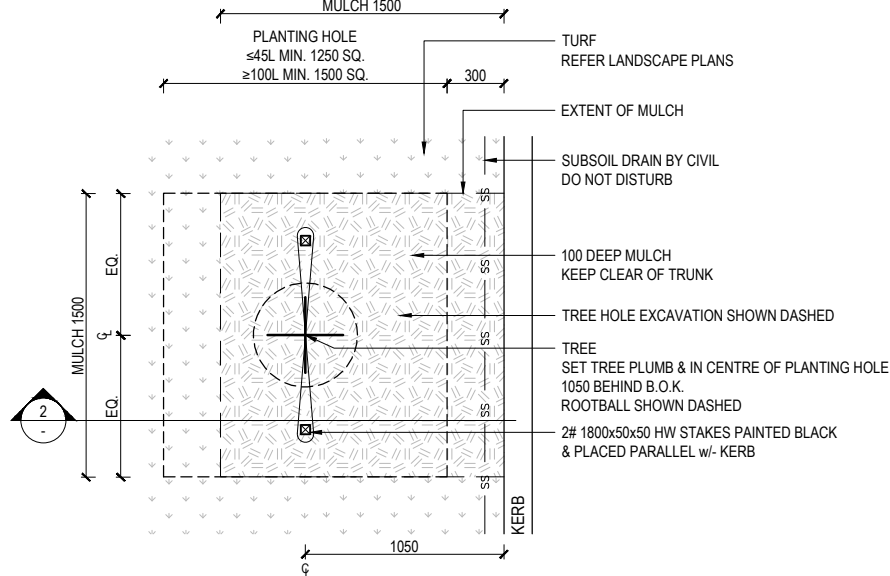 MULCH 1500
PLANTING HOLE
≤45L MIN. 1250 SQ.
≥100L MIN. 1500 SQ.
300
TURF
REFER LANDSCAPE PLANS
EXTENT OF MULCH
SUBSOIL DRAIN BY CIVIL
DO NOT DISTURB
100 DEEP MULCH
KEEP CLEAR OF TRUNK
TREE HOLE EXCAVATION SHOWN DASHED
TREE
SET TREE PLUMB & IN CENTRE OF PLANTING HOLE
1050 BEHIND B.O.K.
ROOTBALL SHOWN DASHED
2# 1800x50x50 HW STAKES PAINTED BLACK
& PLACED PARALLEL w/- KERB
MULCH 1500
EQ.
℄
EQ.
2
-
SS
SS
SS
SS
SS
KERB
1050
℄